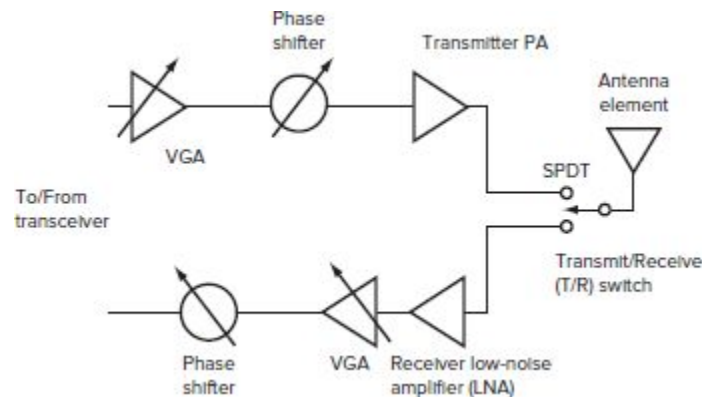 Phase
shifter
Transmitter PA
Antenna
element
VGA
SPDT
To/From
transceiver
Transmit/Receive
(T/R) switch
Phase
shifter
VGA
Receiver low-noise
amplifier (LNA)